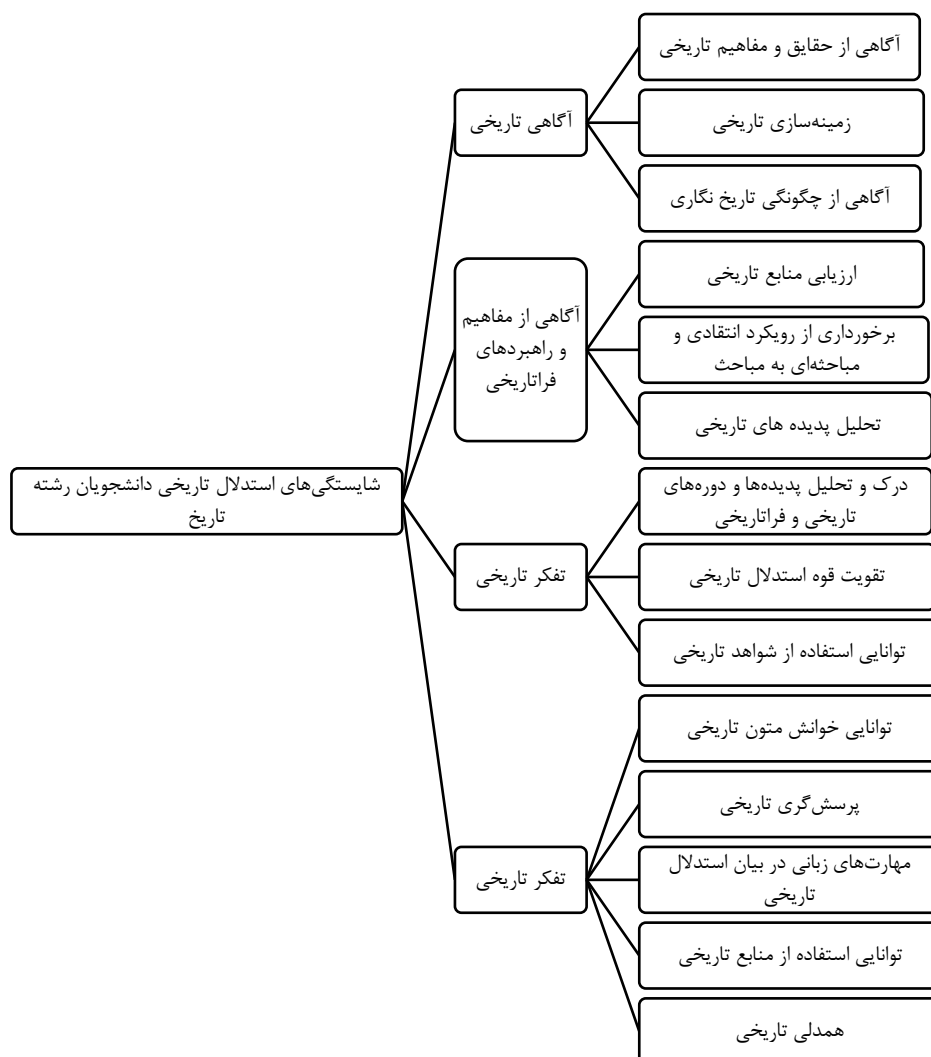 شایستگی‌های استدلال تاریخی دانشجویان رشته
تاریخ
آگاهی تاریخی
آگاهی از حقایق و مفاهیم تاریخی
زمینه‌سازی تاریخی
آگاهی از چگونگی تاریخ نگاری
آگاهی از مفاهیم
و راهبردهای
فراتاریخی
ارزیابی منابع تاریخی
برخورداری از رویکرد انتقادی و
مباحثه‌ای به مباحث
تحلیل پدیده های تاریخی
تفکر تاریخی
درک و تحلیل پدیده‌ها و دوره‌های
تاریخی و فراتاریخی
تقویت قوه استدلال تاریخی
توانایی استفاده از شواهد تاریخی
تفکر تاریخی
توانایی خوانش متون تاریخی
پرسش‌گری تاریخی
مهارت‌های زبانی در بیان استدلال
تاریخی
توانایی استفاده از منابع تاریخی
همدلی تاریخی